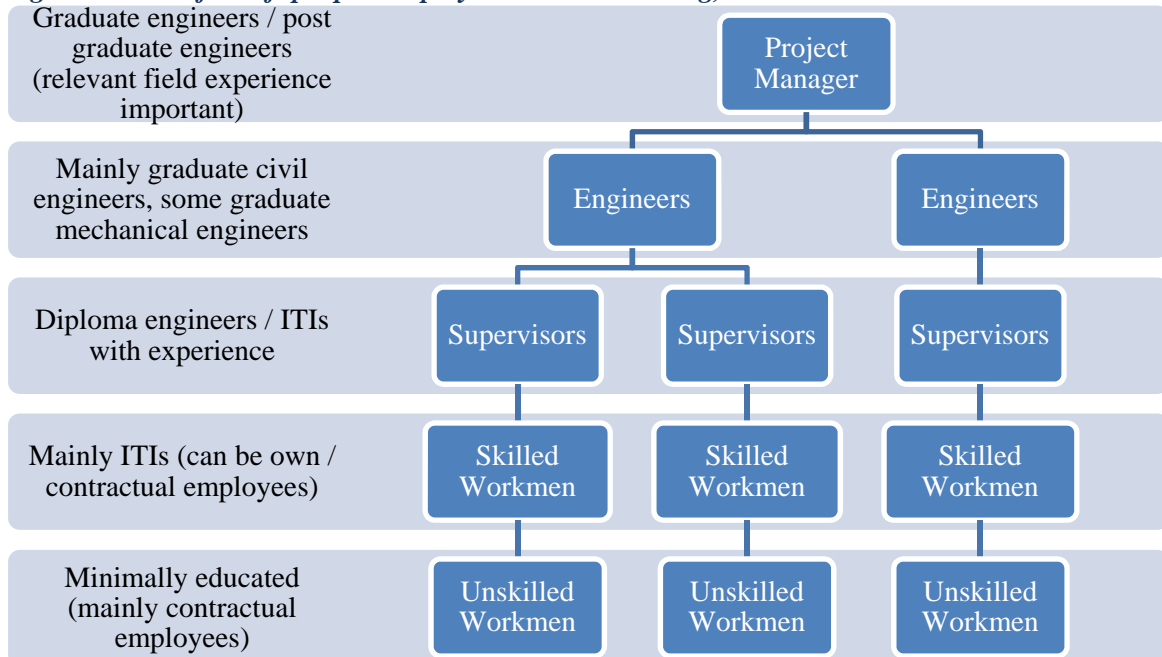 Graduate engineers / post
graduate engineers
(relevant field experience
important)
Project
Manager
Mainly graduate civil
engineers, some graduate
mechanical engineers
Engineers
Engineers
Diploma engineers / ITIs
with experience
Supervisors
Supervisors
Supervisors
Mainly ITIs (can be own /
contractual employees)
Skilled
Workmen
Skilled
Workmen
Skilled
Workmen
Minimally educated
(mainly contractual
employees)
Unskilled
Workmen
Unskilled
Workmen
Unskilled
Workmen